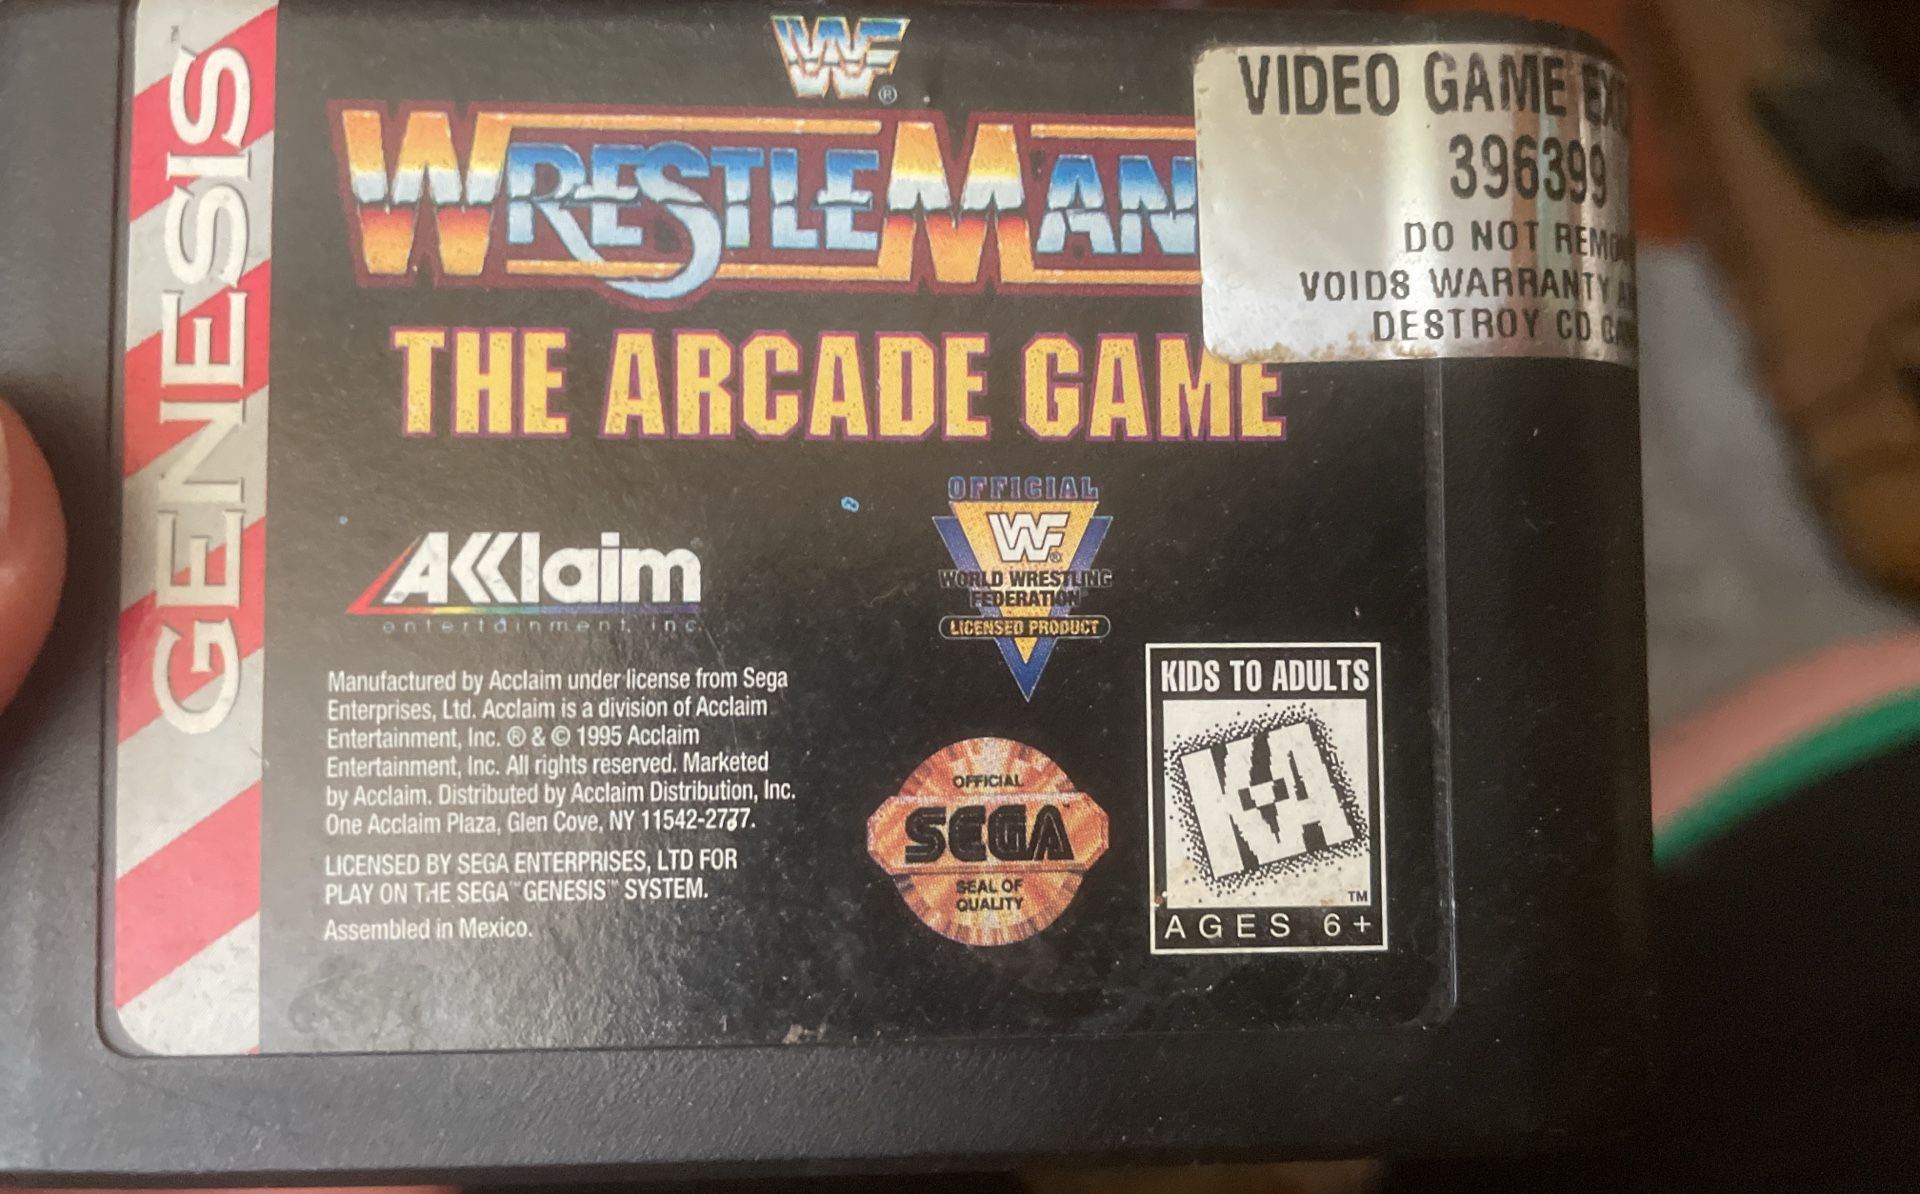 GENESIS
WF
®
WRESTLEMAN
THE ARCADE GAME
VIDEO GAME
396399
DO NOT
VOIDS WARRANTY
DESTROY CD
AKKlaim
entertainment, inc.
OFFICIAL
WF
®
WORLD WRESTLING
FEDERATION
LICENSED PRODUCT
Manufactured by Acclaim under license from Sega
Enterprises, Ltd. Acclaim is a division of Acclaim
Entertainment, Inc. ® & © 1995 Acclaim
Entertainment, Inc. All rights reserved. Marketed
by Acclaim. Distributed by Acclaim Distribution, Inc.
One Acclaim Plaza, Glen Cove, NY 11542-2777.
LICENSED BY SEGA ENTERPRISES, LTD FOR
PLAY ON THE SEGA™ GENESIS™ SYSTEM.
Assembled in Mexico.
OFFICIAL
SEGA™
SEAL OF
QUALITY
KIDS TO ADULTS
K-A
TM
AGES 6+